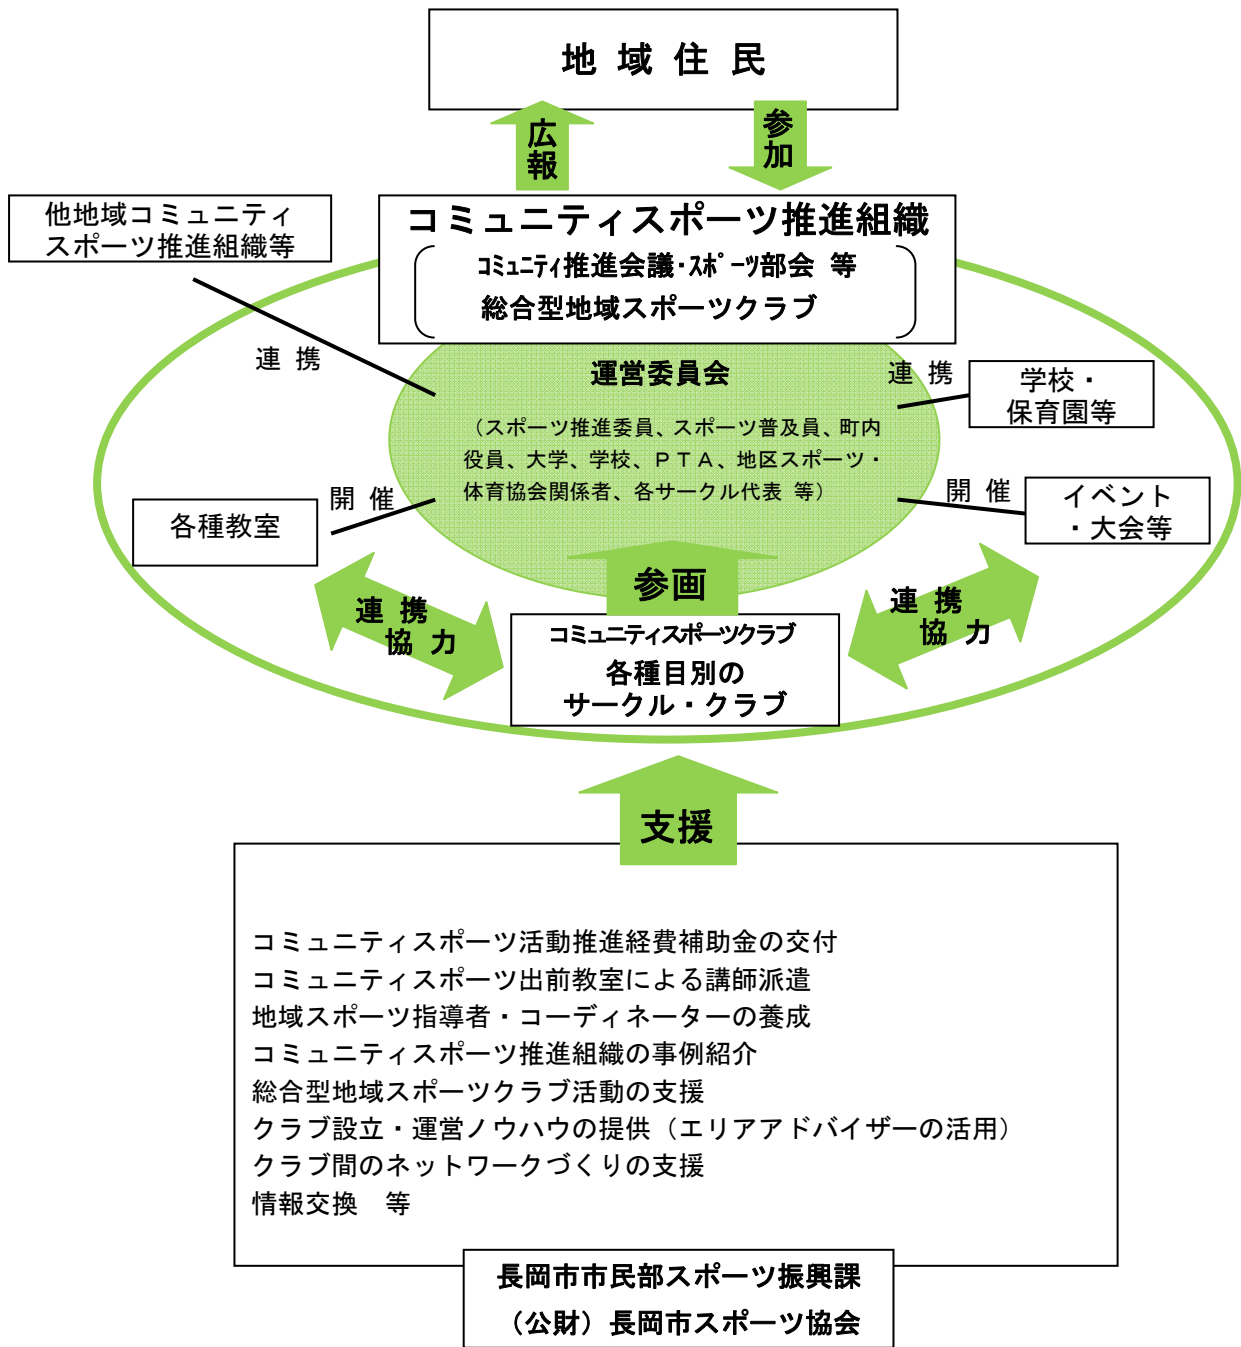 地 域 住 民
広報
参加
他地域コミュニティ
スポーツ推進組織等
コミュニティスポーツ推進組織
ｺﾐｭﾆﾃｨ推進会議・ｽﾎﾟｰﾂ部会 等
総合型地域スポーツクラブ
連 携
運営委員会
連 携
学校・
保育園等
（スポーツ推進委員、スポーツ普及員、町内
役員、大学、学校、ＰＴＡ、地区スポーツ・
体育協会関係者、各サークル代表 等）
各種教室
開 催
開 催
イベント
・大会等
参画
連 携
協 力
連 携
協 力
コミュニティスポーツクラブ
各種目別の
サークル・クラブ
支援
コミュニティスポーツ活動推進経費補助金の交付
コミュニティスポーツ出前教室による講師派遣
地域スポーツ指導者・コーディネーターの養成
コミュニティスポーツ推進組織の事例紹介
総合型地域スポーツクラブ活動の支援
クラブ設立・運営ノウハウの提供（エリアアドバイザーの活用）
クラブ間のネットワークづくりの支援
情報交換　等
長岡市市民部スポーツ振興課
（公財）長岡市スポーツ協会